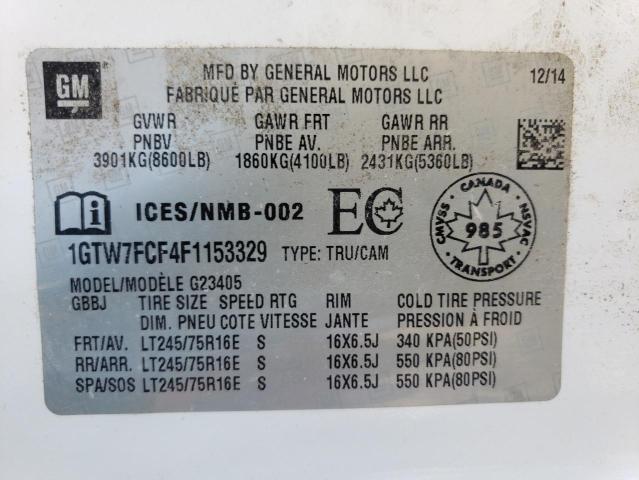 GM
MFD BY GENERAL MOTORS LLC 12/14
FABRIQUÉ PAR GENERAL MOTORS LLC
GVWR GAWR FRT GAWR RR
PNBV PNBE AV. PNBE ARR.
3901KG(8600LB) 1860KG(4100LB) 2431KG(5360LB)
i ICES/NMB-002 EC
CANADA CMVSS NSVAC 985 TRANSPORT
1GTW7FCF4F1153329 TYPE: TRU/CAM
MODEL/MODÈLE G23405
GBBJ TIRE SIZE SPEED RTG RIM COLD TIRE PRESSURE
DIM. PNEU COTE VITESSE JANTE PRESSION À FROID
FRT/AV. LT245/75R16E S 16X6.5J 340 KPA(50PSI)
RR/ARR. LT245/75R16E S 16X6.5J 550 KPA(80PSI)
SPA/SOS LT245/75R16E S 16X6.5J 550 KPA(80PSI)